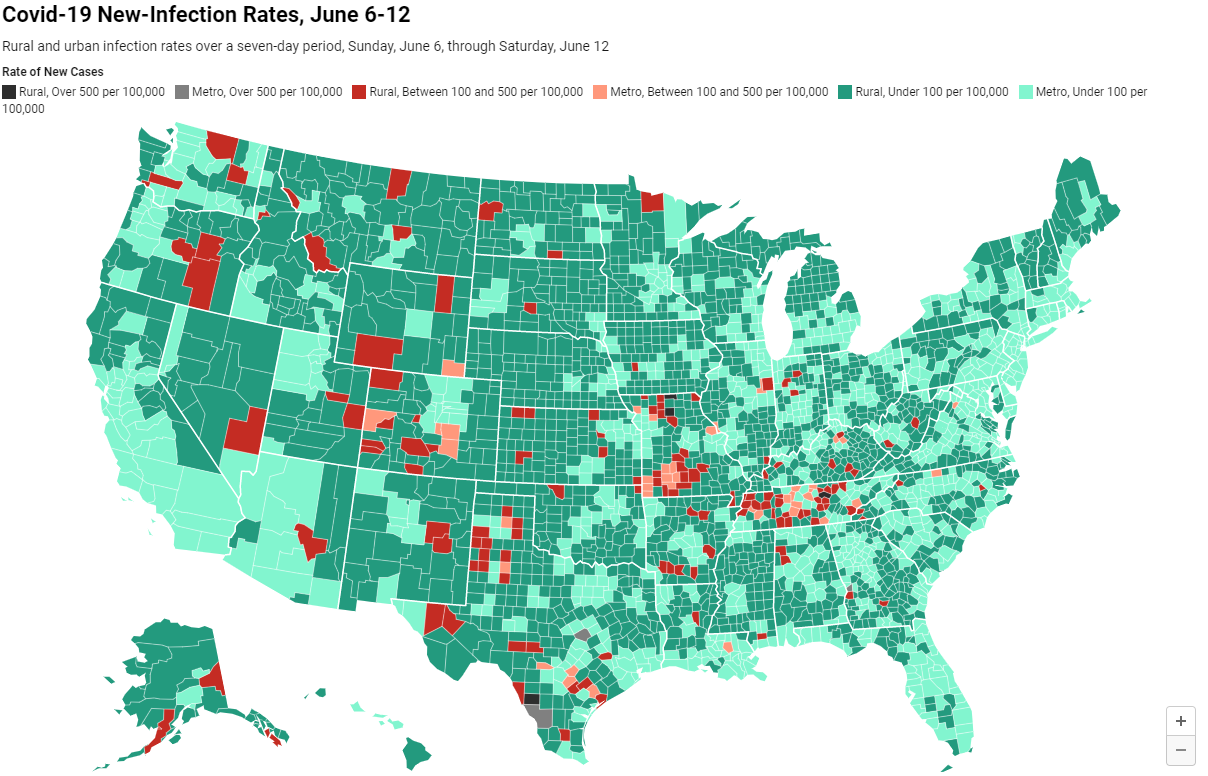 Covid-19 New-Infection Rates, June 6-12
Rural and urban infection rates over a seven-day period, Sunday, June 6, through Saturday, June 12
Rate of New Cases
Rural, Over 500 per 100,000 Metro, Over 500 per 100,000 Rural, Between 100 and 500 per 100,000 Metro, Between 100 and 500 per 100,000 Rural, Under 100 per 100,000 Metro, Under 100 per
100,000
+
−